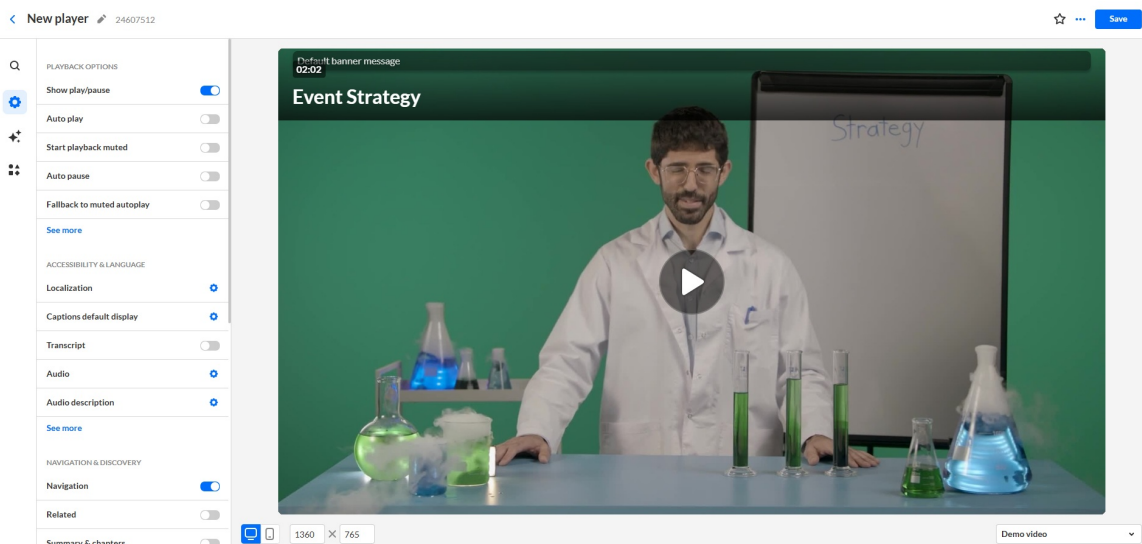 New player 24607512
Save
PLAYBACK OPTIONS
Show play/pause
Auto play
Start playback muted
Auto pause
Fallback to muted autoplay
See more
ACCESSIBILITY & LANGUAGE
Localization
Captions default display
Transcript
Audio
Audio description
See more
NAVIGATION & DISCOVERY
Navigation
Related
Summary & chapters
Default banner message
02:02
Event Strategy
Strategy
1360 × 765
Demo video